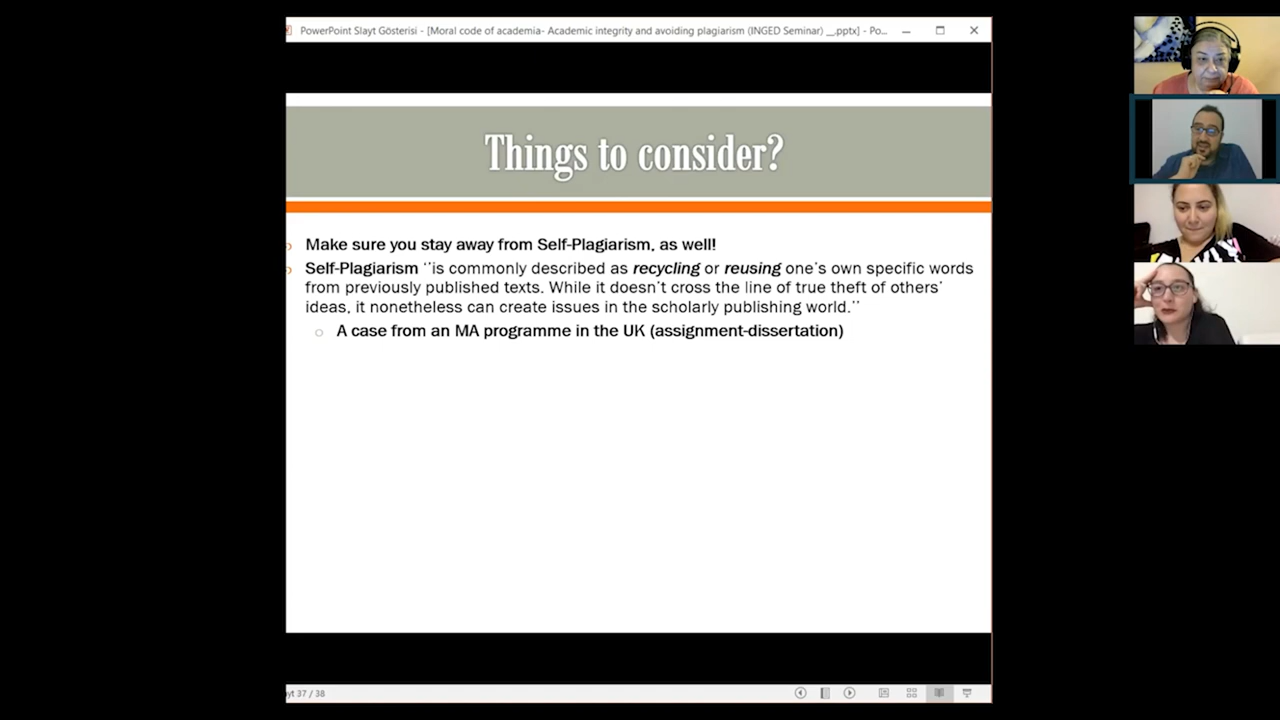 PowerPoint Slayt Gösterisi - [Moral code of academia- Academic integrity and avoiding plagiarism (INGED Seminar) __.pptx] - Po...
Things to consider?
Make sure you stay away from Self-Plagiarism, as well!
Self-Plagiarism ‘’is commonly described as recycling or reusing one’s own specific words
from previously published texts. While it doesn’t cross the line of true theft of others’
ideas, it nonetheless can create issues in the scholarly publishing world.’’
A case from an MA programme in the UK (assignment-dissertation)
yt 37 / 38